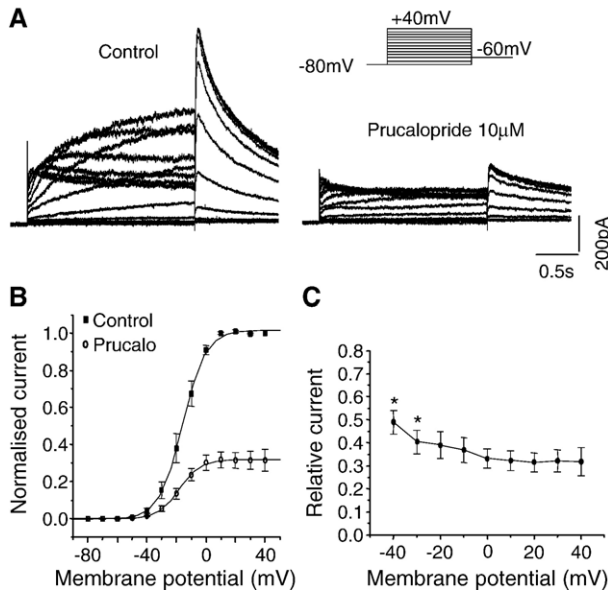 A
Control
+40mV
-60mV
-80mV
Prucalopride 10µM
200pA
0.5s
B
Control
Prucalo
Normalised current
1.0
0.8
0.6
0.4
0.2
0.0
-80 -60 -40 -20 0 20 40
Membrane potential (mV)
C
Relative current
0.8
0.7
0.6
0.5
0.4
0.3
0.2
0.1
0.0
* *
-40 -20 0 20 40
Membrane potential (mV)